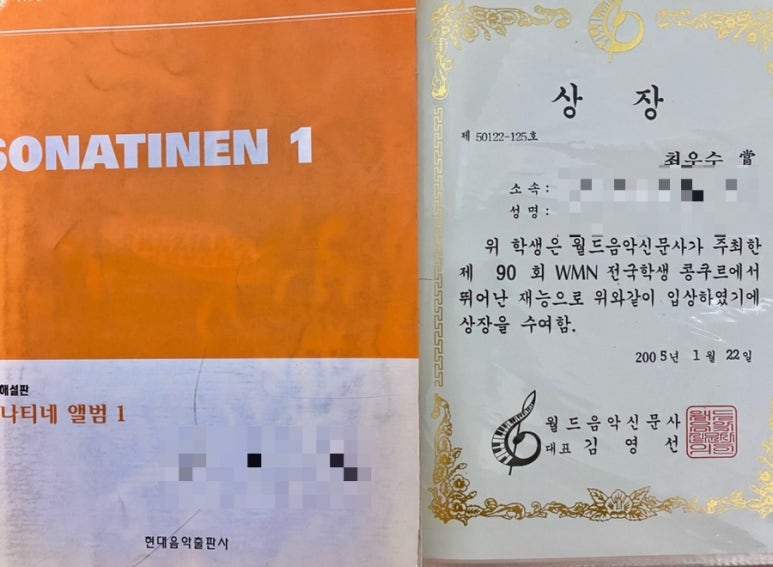 SONATINEN 1
해설판
나티네 앨범 1
현대음악출판사
상 장
제 50122-125호
최우수 當
소 속 :
성 명 :
위 학생은 월드음악신문사가 주최한
제 90 회 WMN 전국학생 콩쿠르에서
뛰어난 재능으로 위와같이 입상하였기에
상장을 수여함.
2005년 1월 22일
월드음악신문사
대표 김 영 선